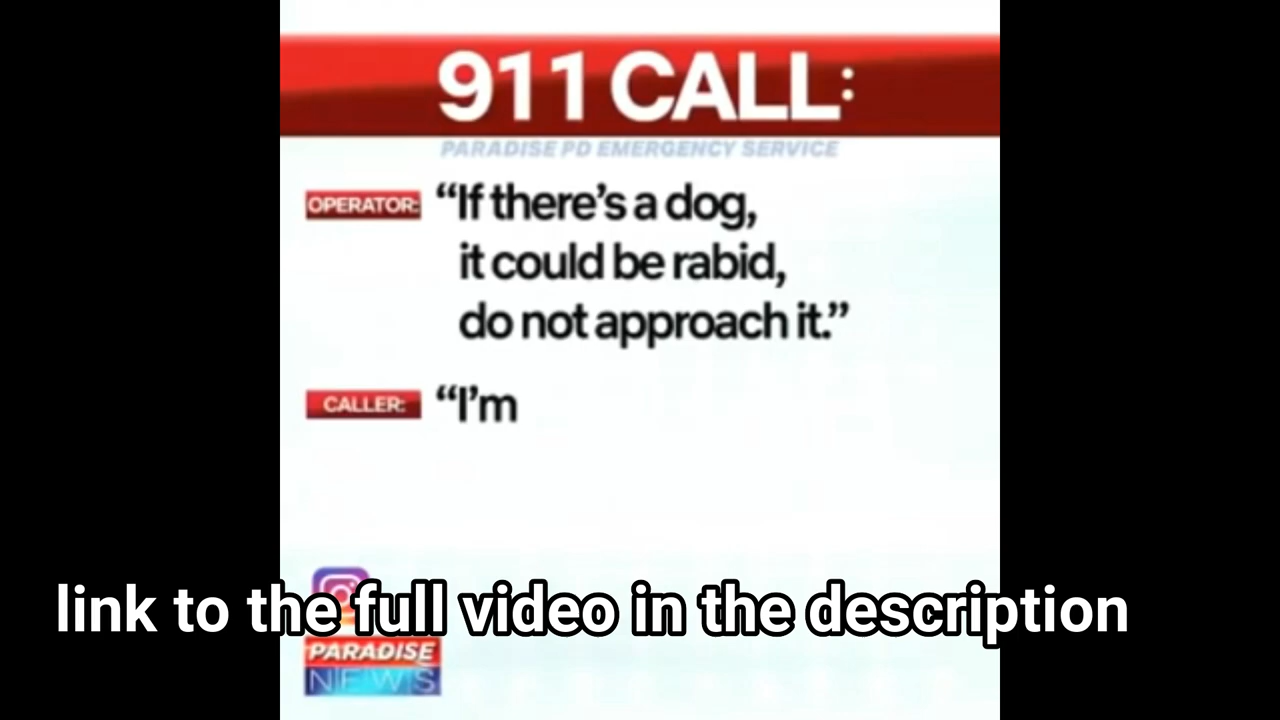 911 CALL:
PARADISE PD EMERGENCY SERVICE
OPERATOR: “If there’s a dog,
it could be rabid,
do not approach it.”
CALLER: “I’m
link to the full video in the description
PARADISE
NEWS